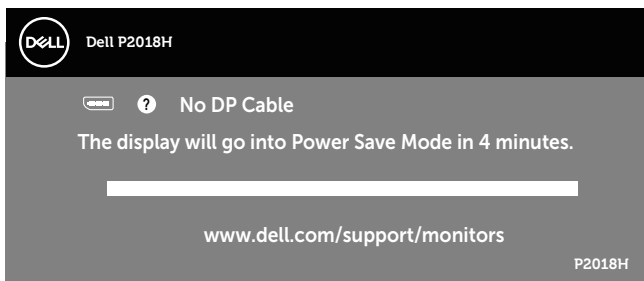 DELL
Dell P2018H
? No DP Cable
The display will go into Power Save Mode in 4 minutes.
www.dell.com/support/monitors
P2018H